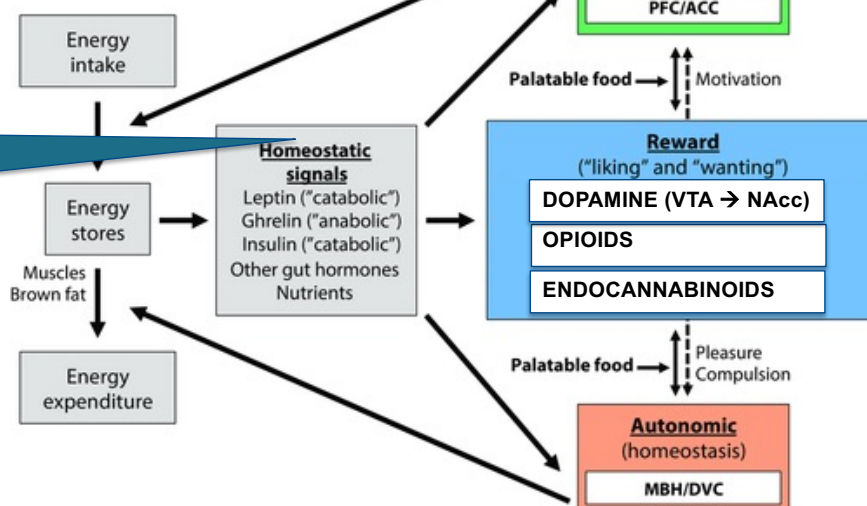 PFC/ACC
Energy
intake
Palatable food
Motivation
Homeostatic
signals
Leptin ("catabolic")
Ghrelin ("anabolic")
Insulin ("catabolic")
Other gut hormones
Nutrients
Reward
("liking" and "wanting")
DOPAMINE (VTA → NAcc)
OPIOIDS
ENDOCANNABINOIDS
Energy
stores
Muscles
Brown fat
Energy
expenditure
Palatable food
Pleasure
Compulsion
Autonomic
(homeostasis)
MBH/DVC